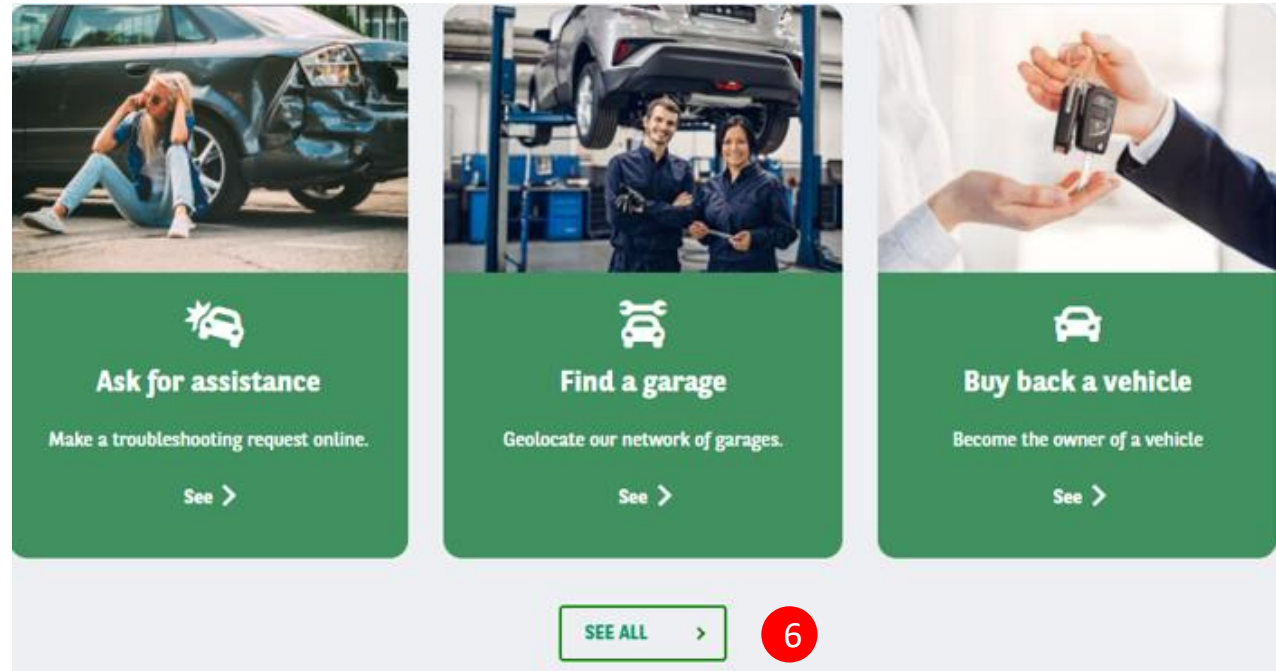 Ask for assistance
Make a troubleshooting request online.
See
Find a garage
Geolocate our network of garages.
See
Buy back a vehicle
Become the owner of a vehicle
See
SEE ALL
6